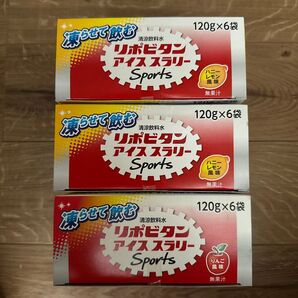 凍らせて飲む
清涼飲料水
120g×6袋
リポビタン
アイススラリー
Sports
ハニー
レモン
風味
無果汁
凍らせて飲む
清涼飲料水
120g×6袋
リポビタン
アイススラリー
Sports
ハニー
レモン
風味
無果汁
凍らせて飲む
清涼飲料水
120g×6袋
リポビタン
アイススラリー
Sports
りんご
風味
無果汁